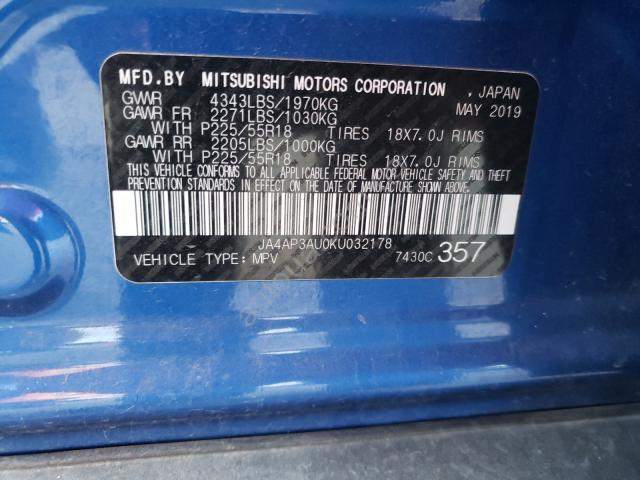 MFD.BY MITSUBISHI MOTORS CORPORATION , JAPAN
GVWR 4343LBS/1970KG MAY 2019
GAWR FR 2271LBS/1030KG
WITH P225/55R18 TIRES 18X7.0J RIMS
GAWR RR 2205LBS/1000KG
WITH P225/55R18 TIRES 18X7.0J RIMS
THIS VEHICLE CONFORMS TO ALL APPLICABLE FEDERAL MOTOR VEHICLE SAFETY AND THEFT
PREVENTION STANDARDS IN EFFECT ON THE DATE OF MANUFACTURE SHOWN ABOVE.
JA4AP3AU0KU032178
VEHICLE TYPE:MPV 7430C 357